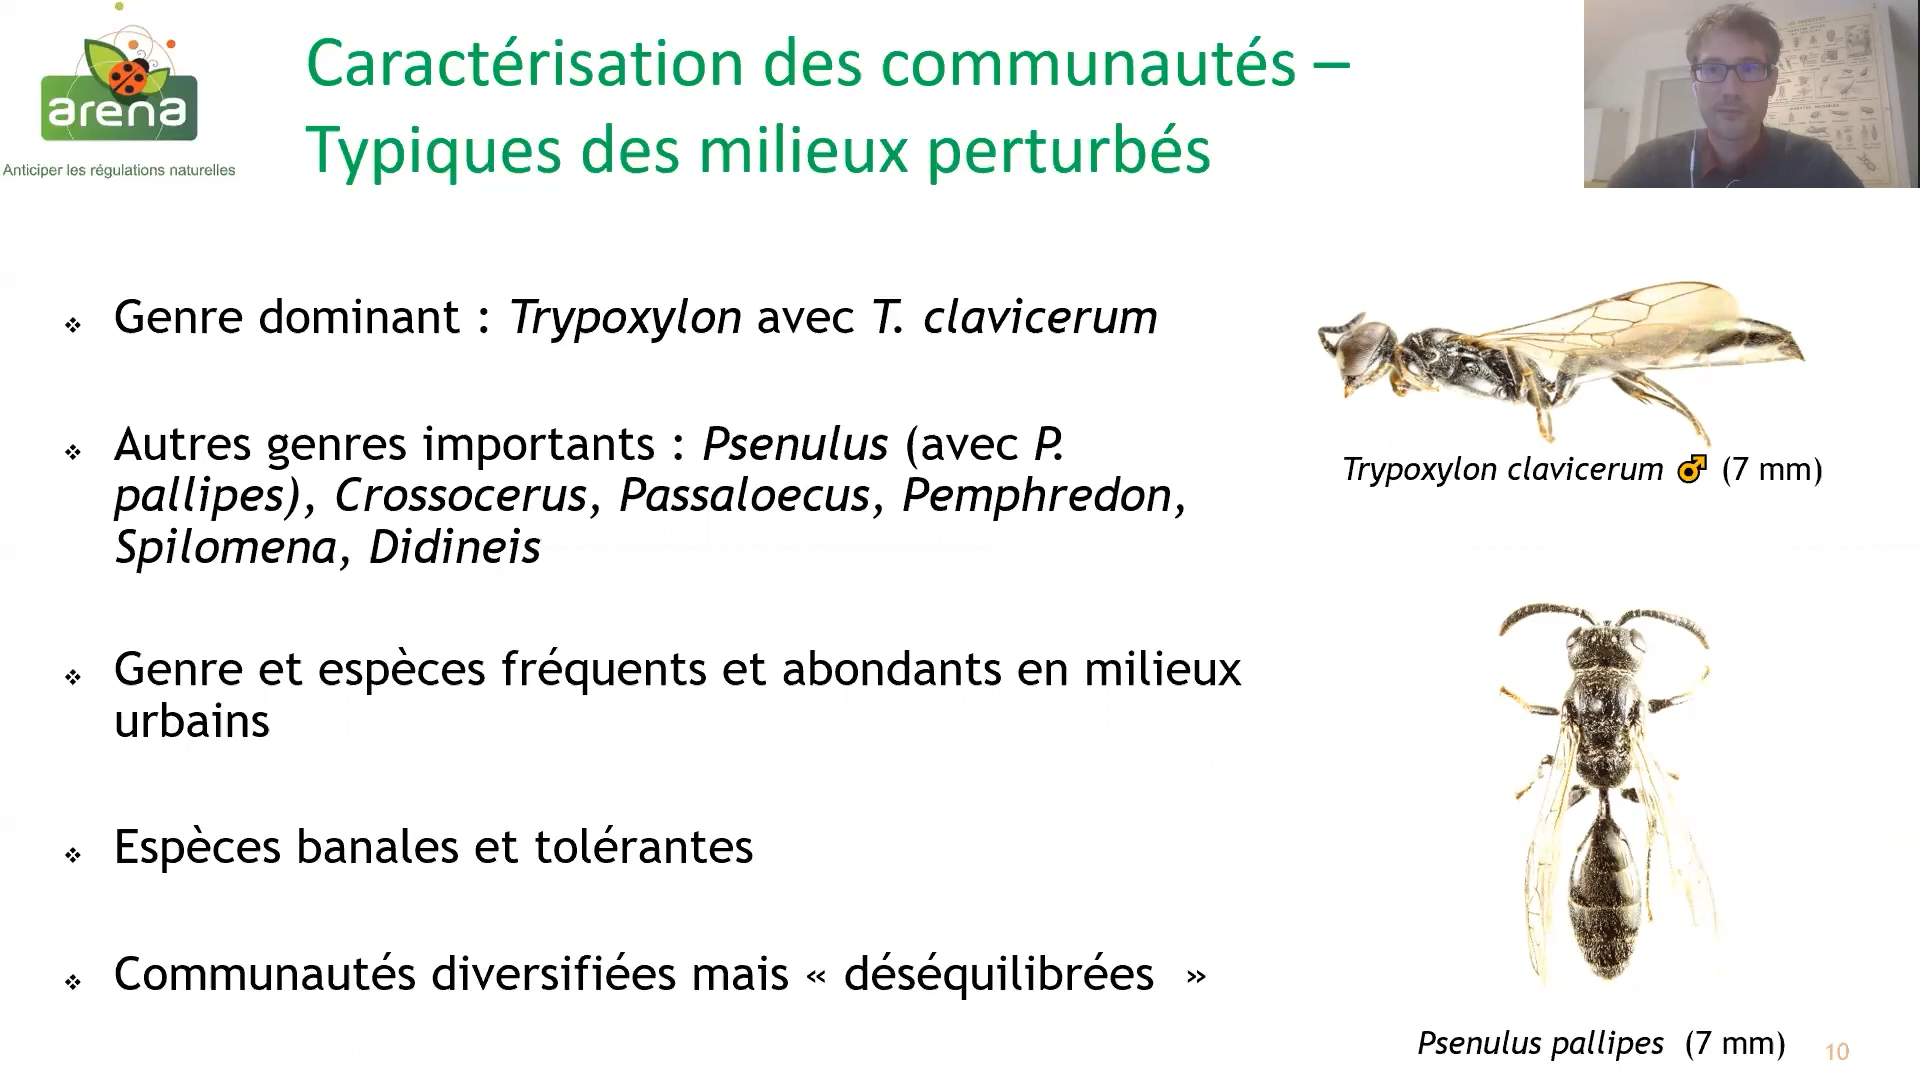 arena
Anticiper les régulations naturelles
Caractérisation des communautés –
Typiques des milieux perturbés
❖ Genre dominant : Trypoxylon avec T. clavicerum
❖ Autres genres importants : Psenulus (avec P.
pallipes), Crossocerus, Passaloecus, Pemphredon,
Spilomena, Didineis
❖ Genre et espèces fréquents et abondants en milieux
urbains
❖ Espèces banales et tolérantes
❖ Communautés diversifiées mais « déséquilibrées »
Trypoxylon clavicerum ♂ (7 mm)
Psenulus pallipes (7 mm)
10